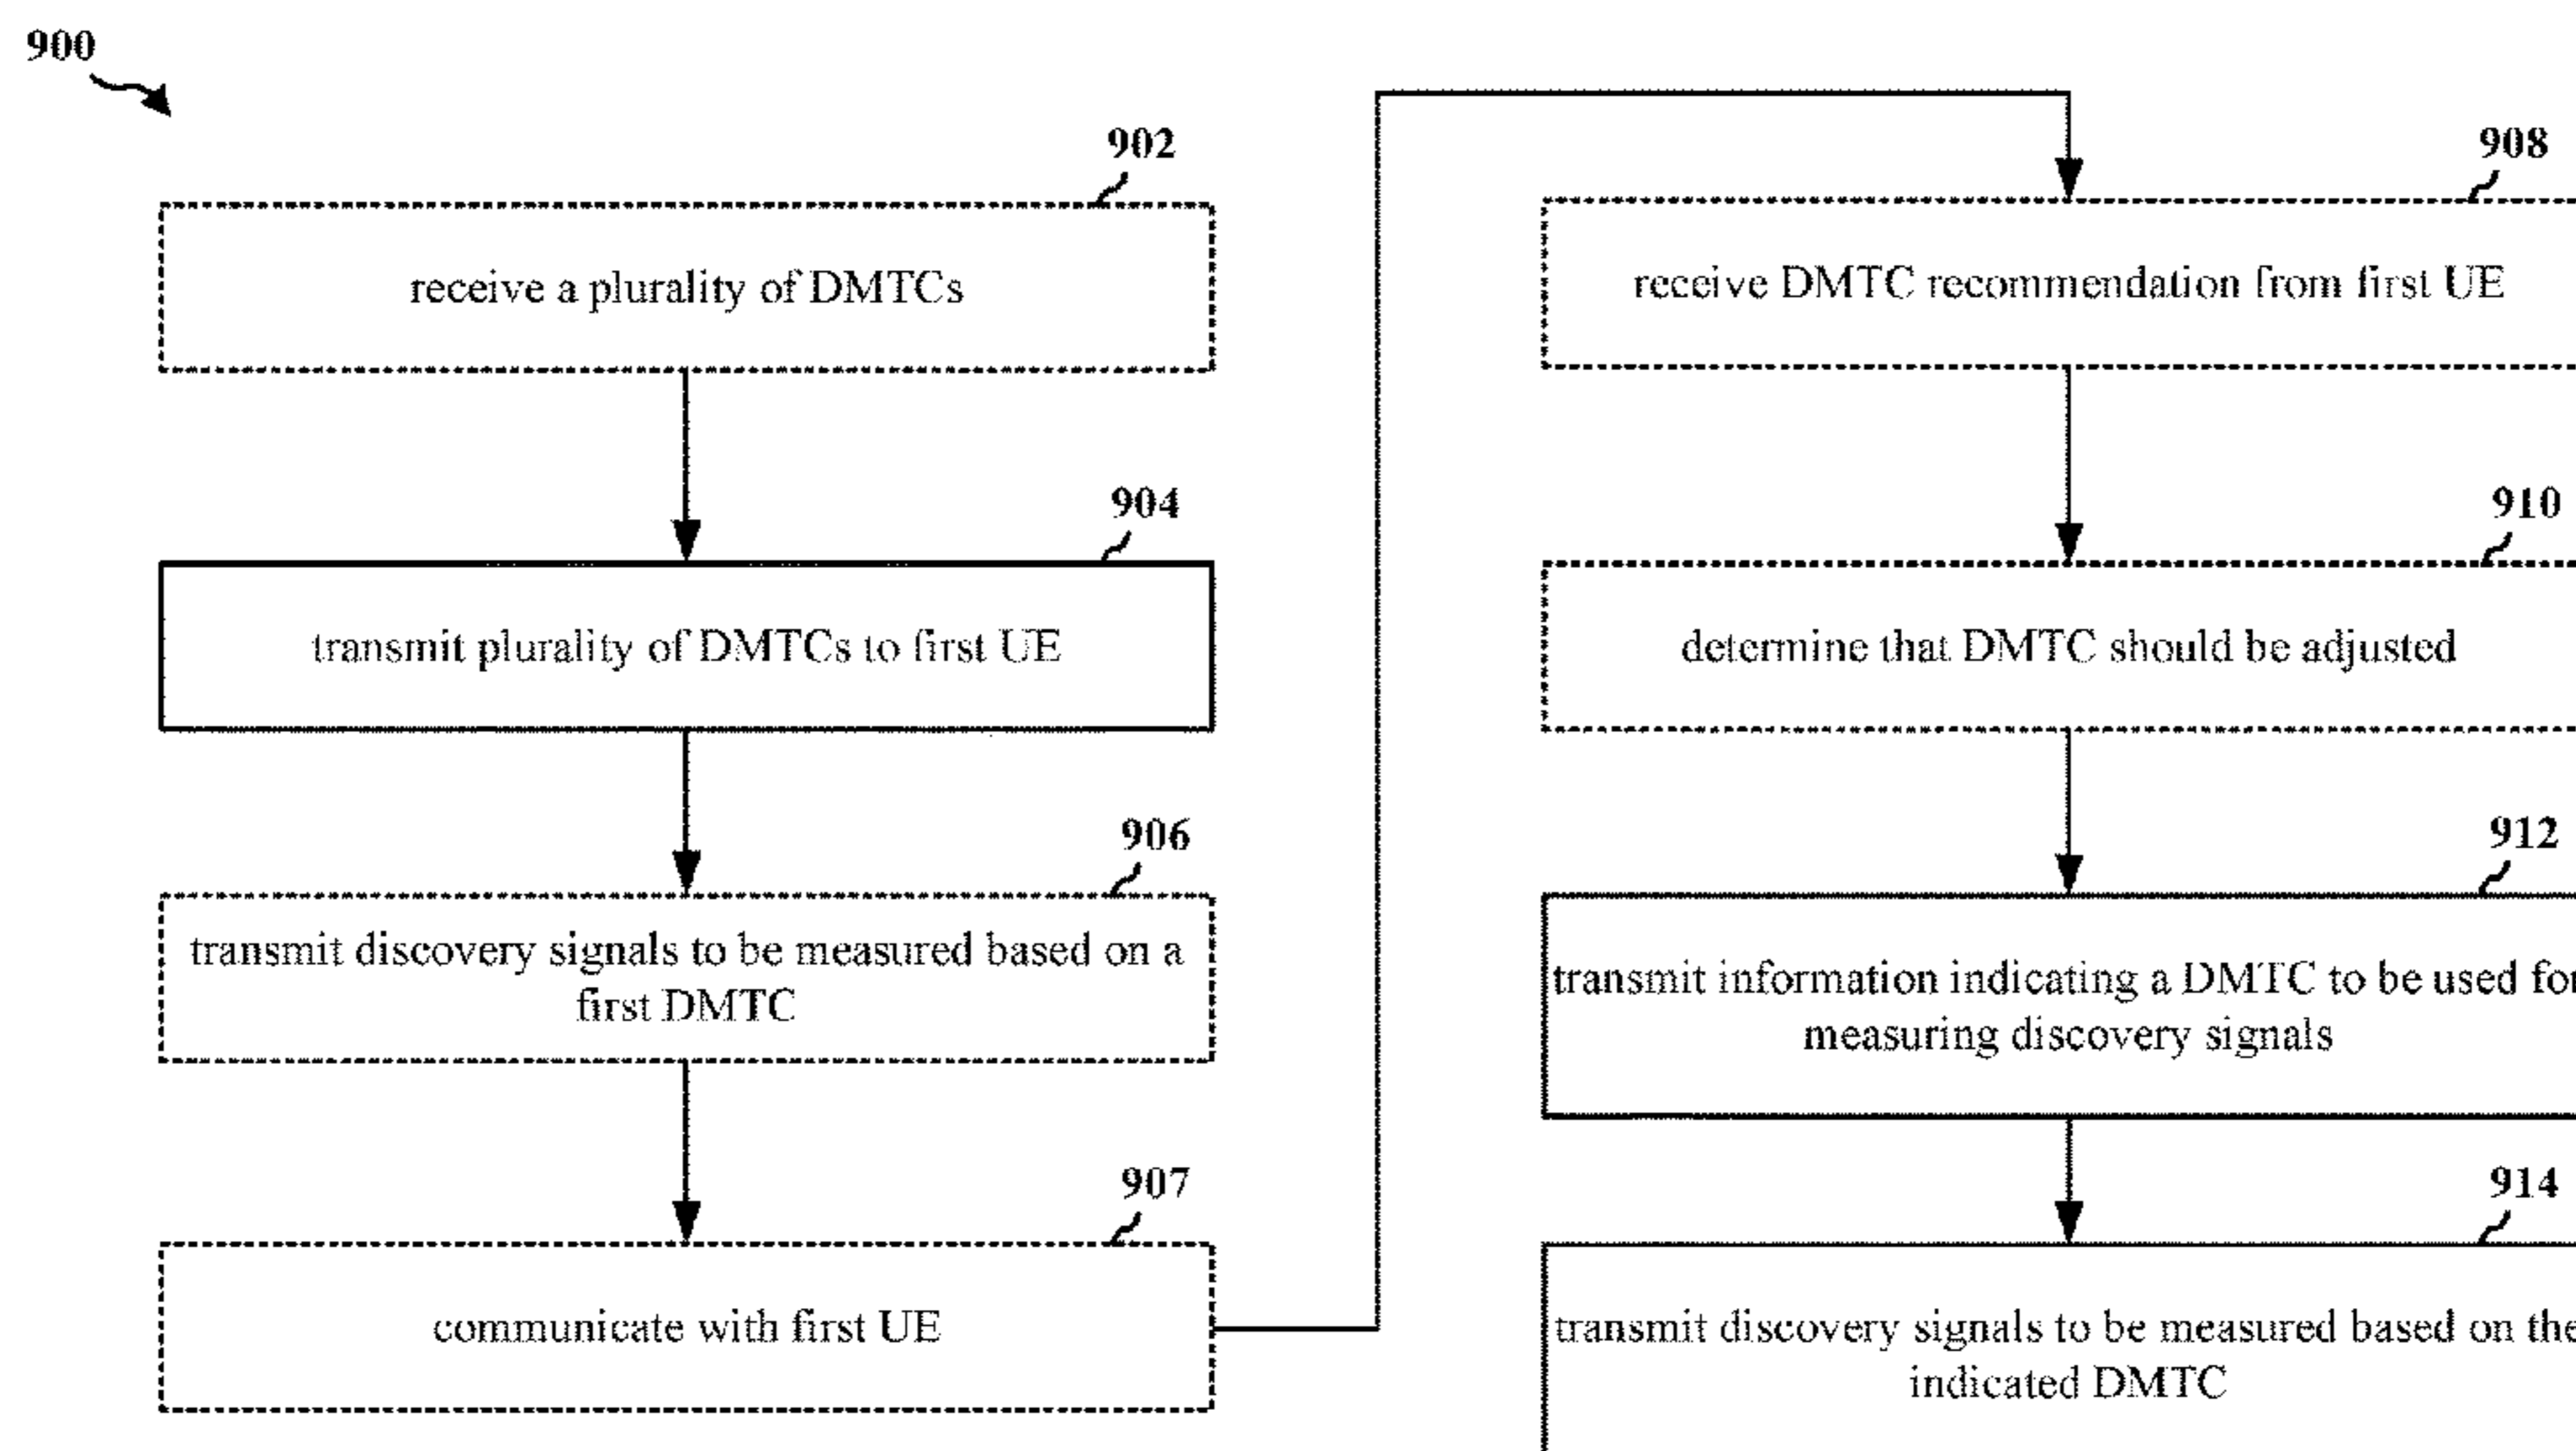 900
902
receive a plurality of DMTCs
904
transmit plurality of DMTCs to first UE
906
transmit discovery signals to be measured based on a
first DMTC
907
communicate with first UE
908
receive DMTC recommendation from first UE
910
determine that DMTC should be adjusted
912
transmit information indicating a DMTC to be used for
measuring discovery signals
914
transmit discovery signals to be measured based on the
indicated DMTC